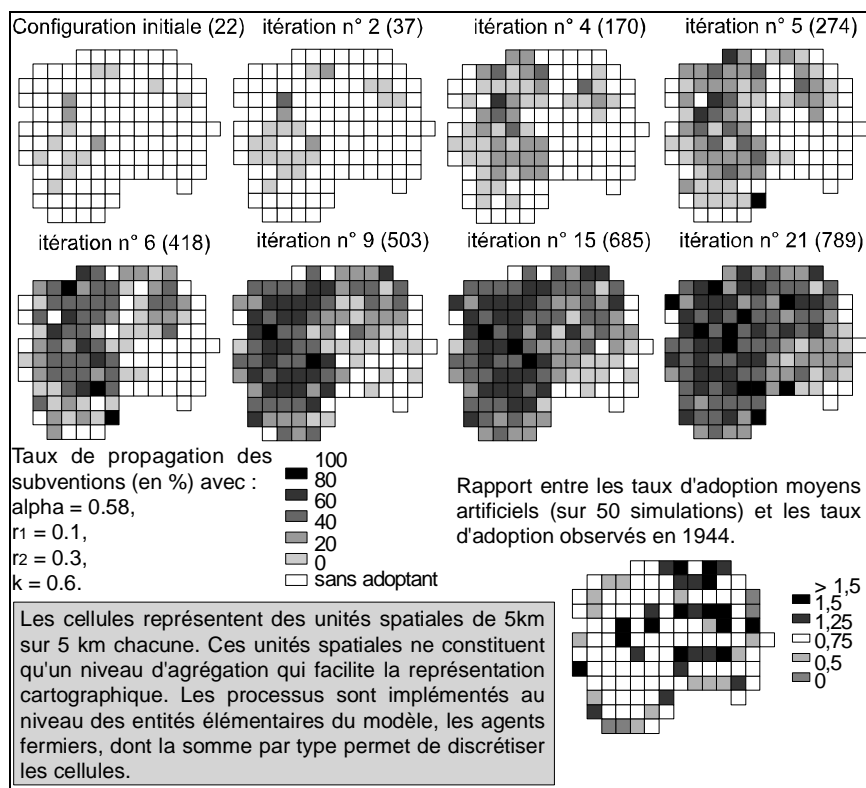 Configuration initiale (22)
itération n° 2 (37)
itération n° 4 (170)
itération n° 5 (274)
itération n° 6 (418)
itération n° 9 (503)
itération n° 15 (685)
itération n° 21 (789)
Taux de propagation des
subventions (en %) avec :
alpha = 0.58,
r1 = 0.1,
r2 = 0.3,
k = 0.6.
100
80
60
40
20
0
sans adoptant
Rapport entre les taux d'adoption moyens
artificiels (sur 50 simulations) et les taux
d'adoption observés en 1944.
> 1,5
1,5
1,25
0,75
0,5
0
Les cellules représentent des unités spatiales de 5km
sur 5 km chacune. Ces unités spatiales ne constituent
qu'un niveau d'agrégation qui facilite la représentation
cartographique. Les processus sont implémentés au
niveau des entités élémentaires du modèle, les agents
fermiers, dont la somme par type permet de discrétiser
les cellules.